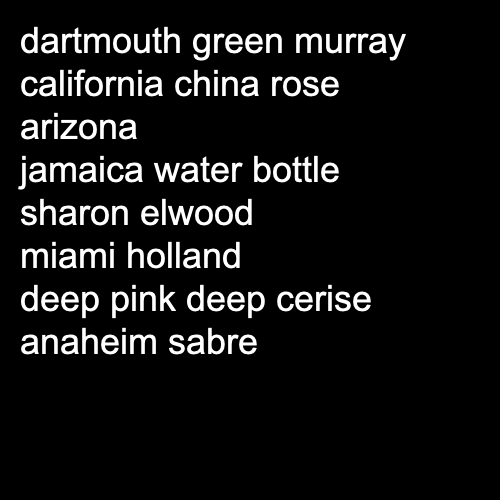 dartmouth green murray
california china rose
arizona
jamaica water bottle
sharon elwood
miami holland
deep pink deep cerise
anaheim sabre